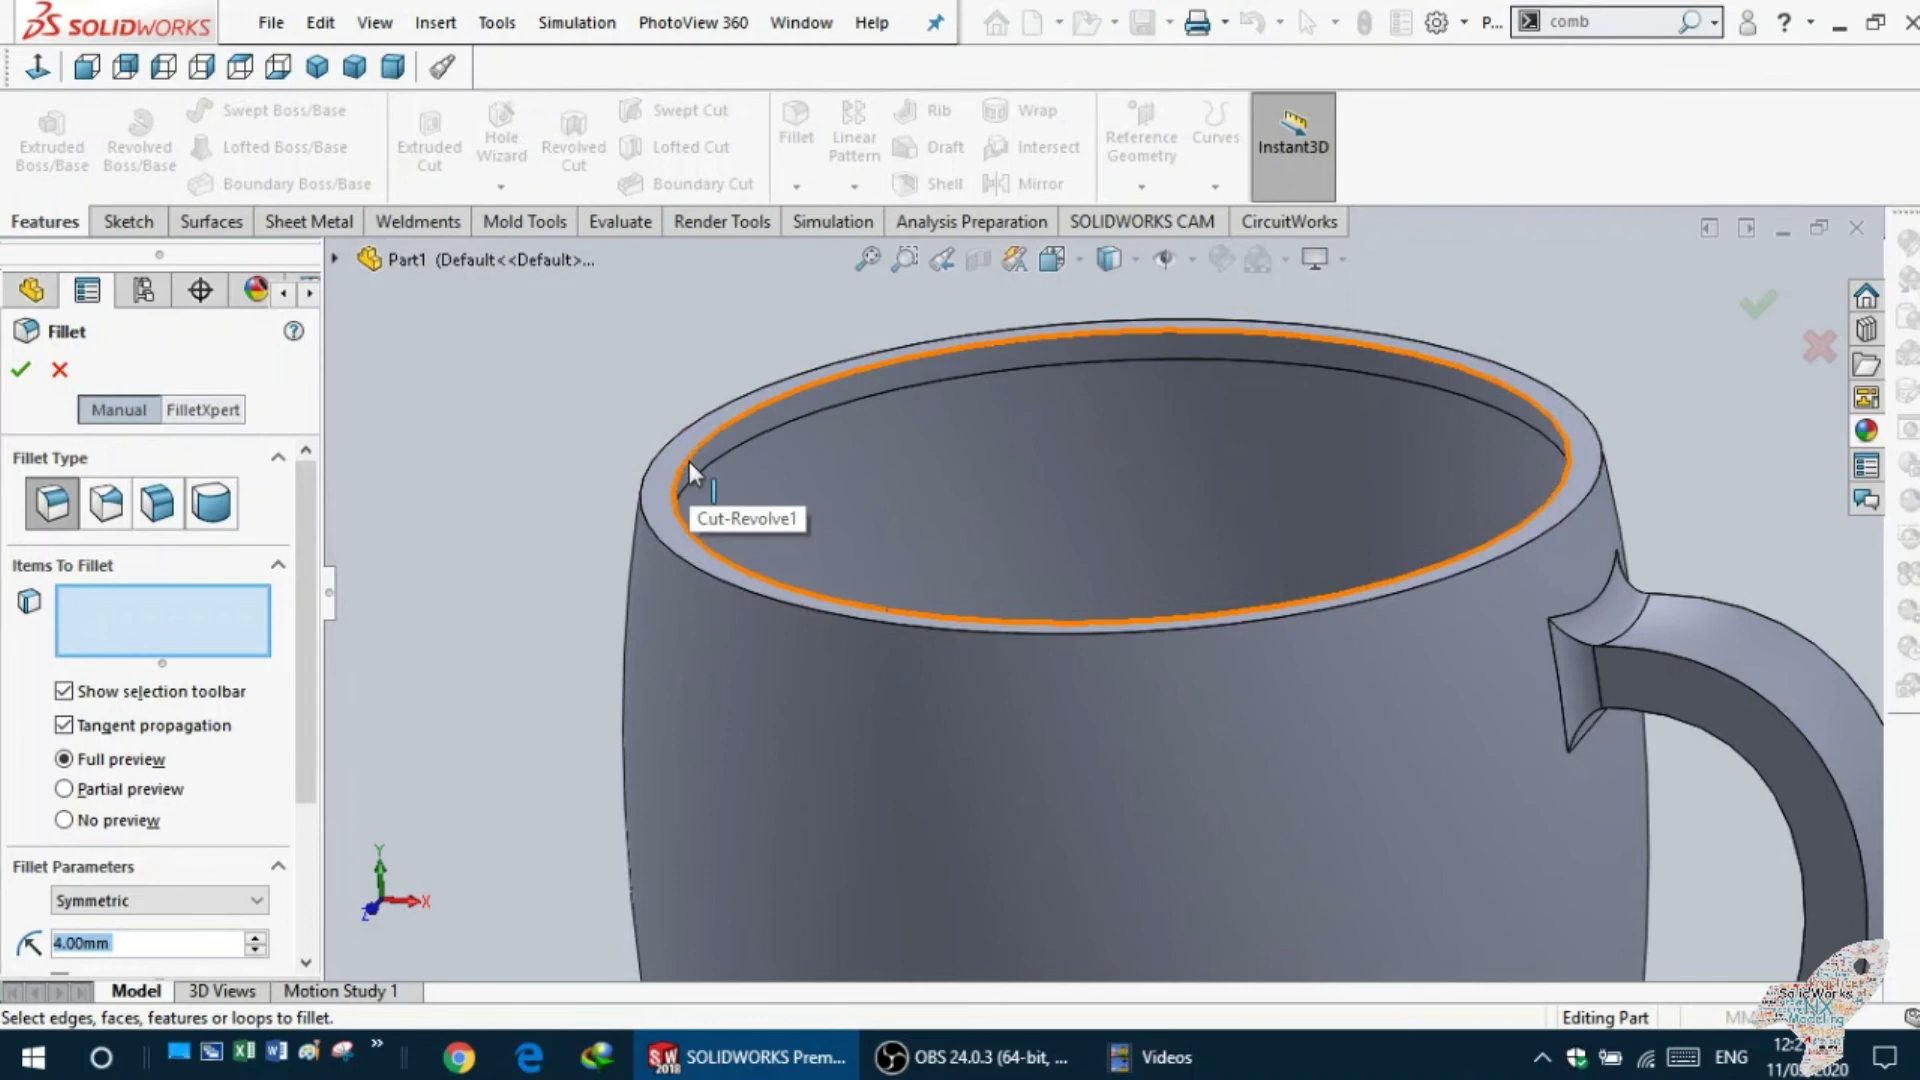 SOLIDWORKS File Edit View Insert Tools Simulation PhotoView 360 Window Help P... comb
Swept Boss/Base
Lofted Boss/Base
Boundary Boss/Base
Extruded Boss/Base
Revolved Boss/Base
Extruded Cut
Hole Wizard
Revolved Cut
Swept Cut
Lofted Cut
Boundary Cut
Fillet
Linear Pattern
Rib
Draft
Shell
Wrap
Intersect
Mirror
Reference Geometry
Curves
Instant3D
Features Sketch Surfaces Sheet Metal Weldments Mold Tools Evaluate Render Tools Simulation Analysis Preparation SOLIDWORKS CAM CircuitWorks
Part1 (Default<<Default>...
Fillet
Manual FilletXpert
Fillet Type
Items To Fillet
Show selection toolbar
Tangent propagation
Full preview
Partial preview
No preview
Fillet Parameters
Symmetric
4.00mm
Cut-Revolve1
Y
X
Z
Model 3D Views Motion Study 1
Select edges, faces, features or loops to fillet.
Editing Part
SolidWorks
NX
Modeling
SW 2018 SOLIDWORKS Prem...
OBS 24.0.3 (64-bit, ...
Videos
ENG